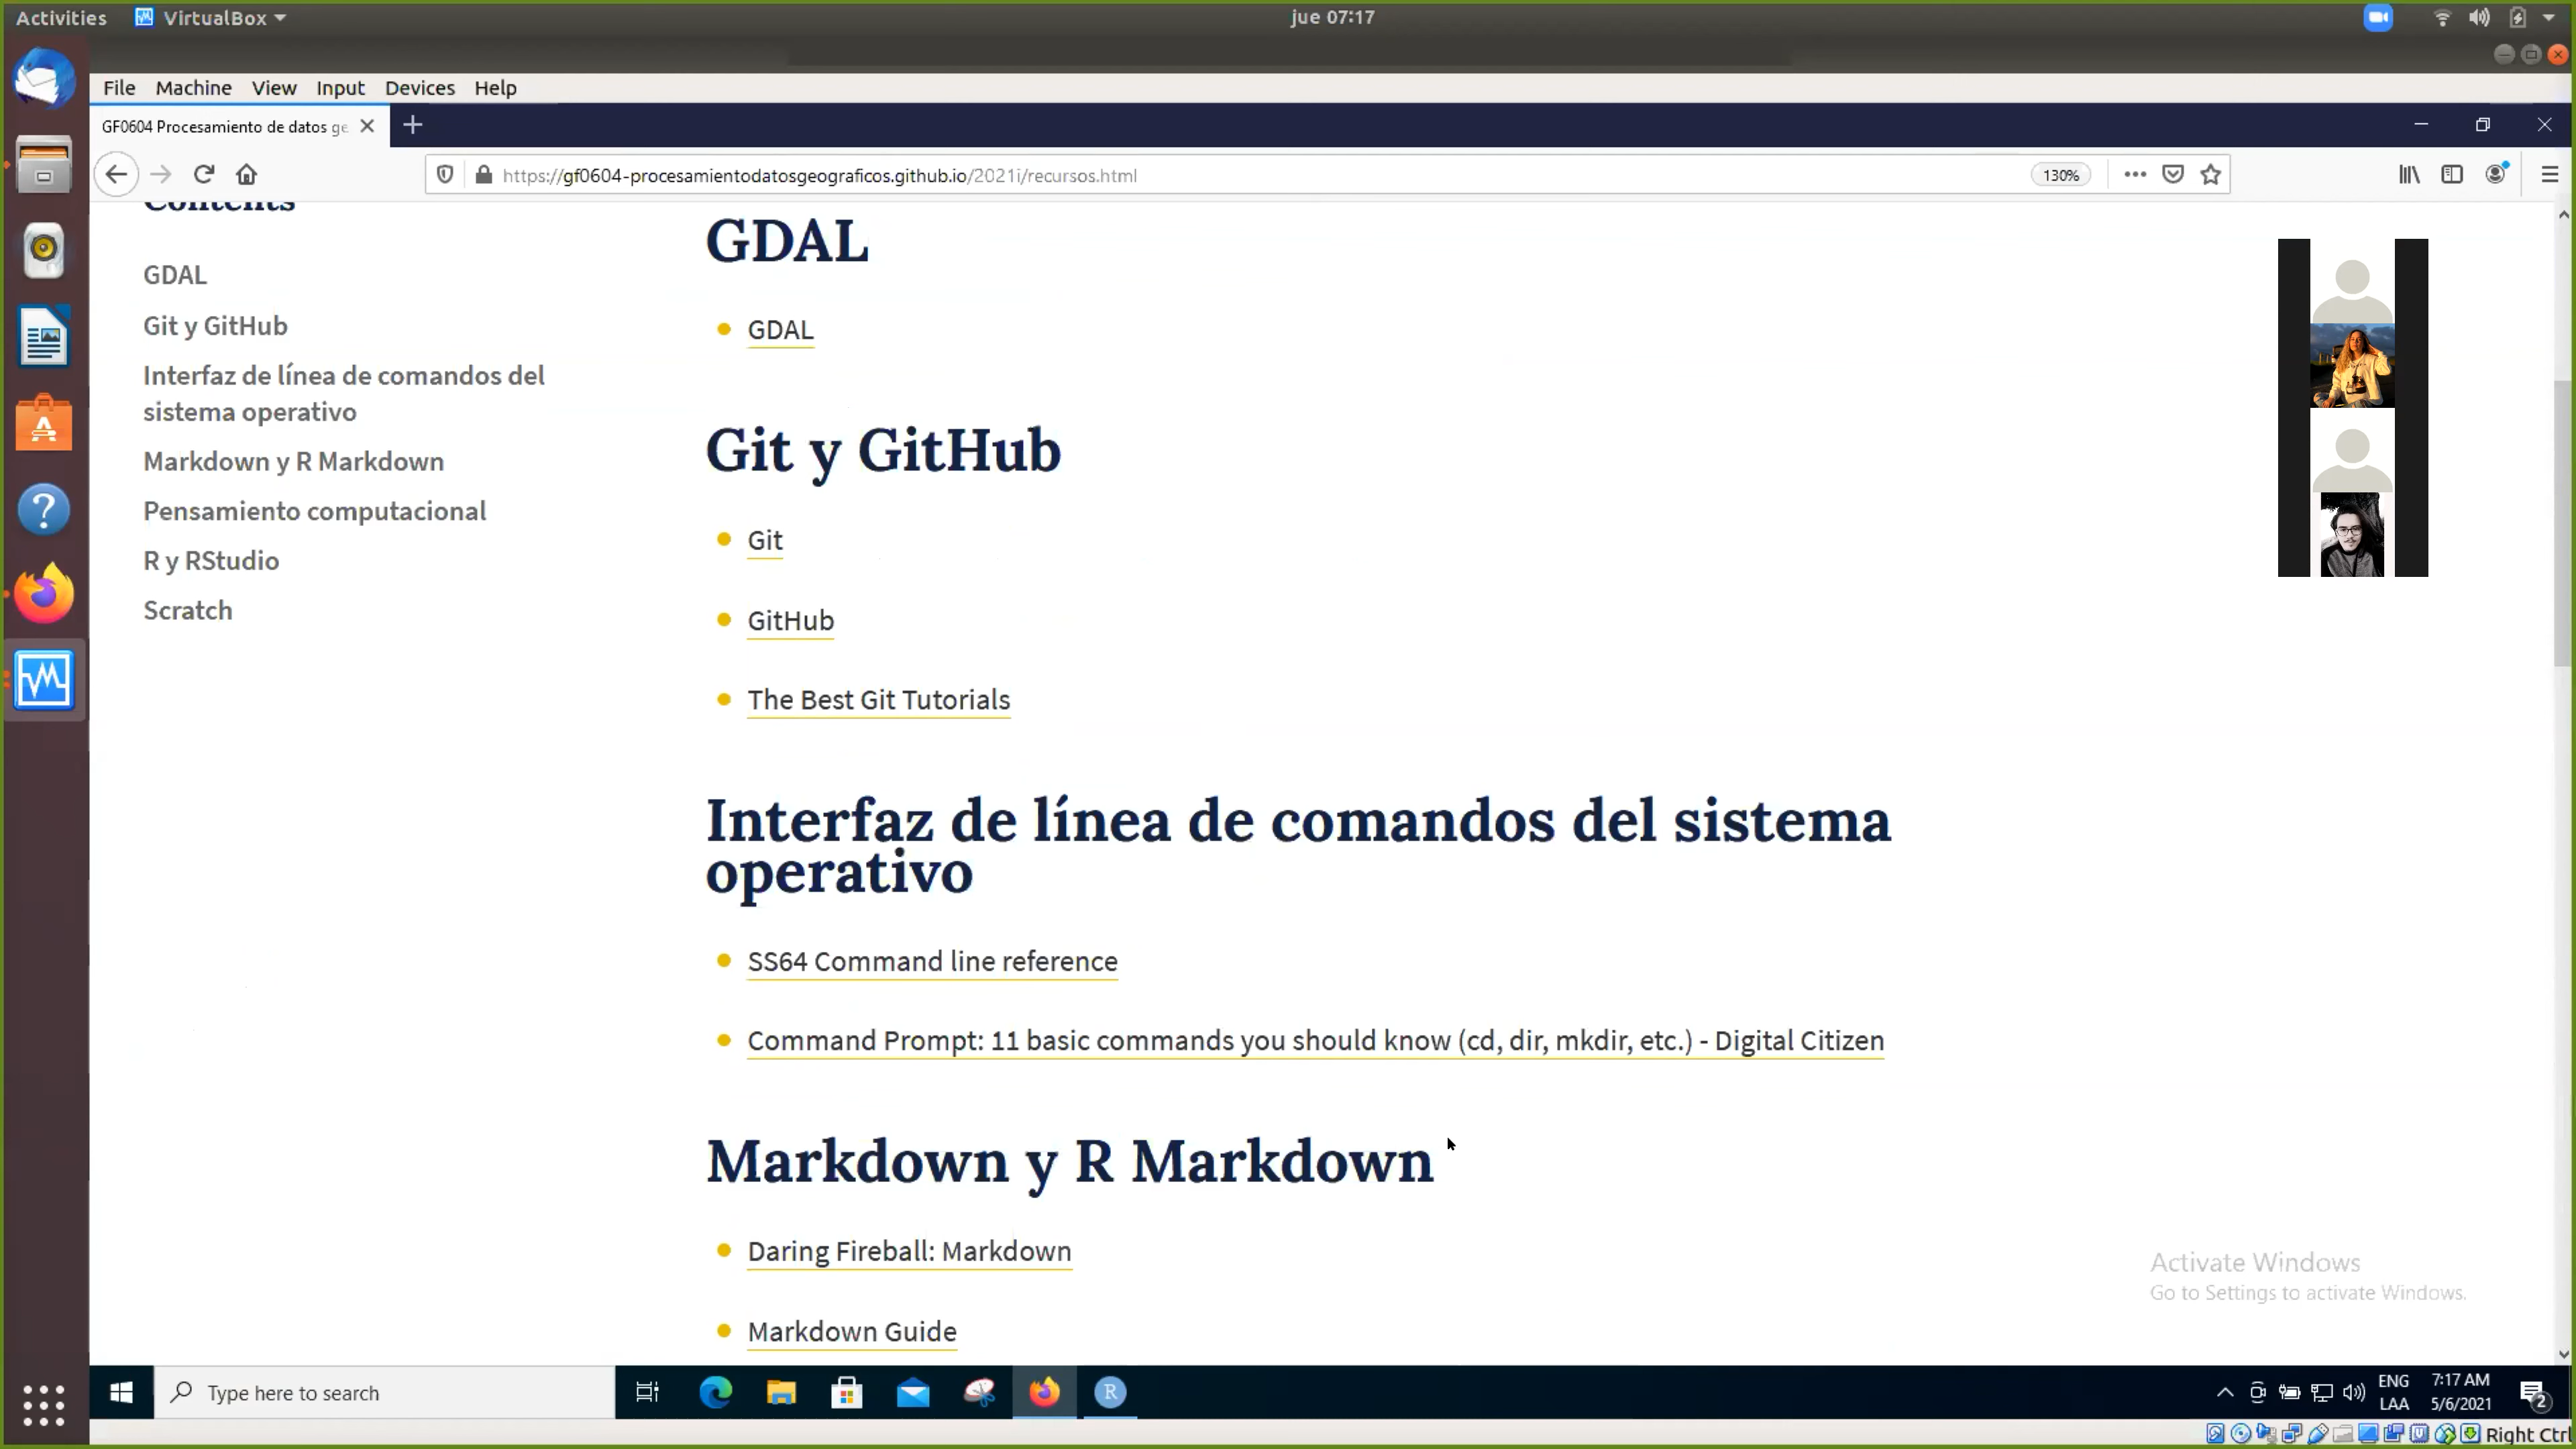 Activities VirtualBox jue 07:17
File Machine View Input Devices Help
GF0604 Procesamiento de datos ge
https://gf0604-procesamientodatosgeograficos.github.io/2021i/recursos.html 130%
Contents
GDAL
Git y GitHub
Interfaz de línea de comandos del
sistema operativo
Markdown y R Markdown
Pensamiento computacional
R y RStudio
Scratch
GDAL
GDAL
Git y GitHub
Git
GitHub
The Best Git Tutorials
Interfaz de línea de comandos del sistema
operativo
SS64 Command line reference
Command Prompt: 11 basic commands you should know (cd, dir, mkdir, etc.) - Digital Citizen
Markdown y R Markdown
Daring Fireball: Markdown
Markdown Guide
Activate Windows
Go to Settings to activate Windows.
Type here to search
R
ENG
LAA
7:17 AM
5/6/2021
2
Right Ctrl